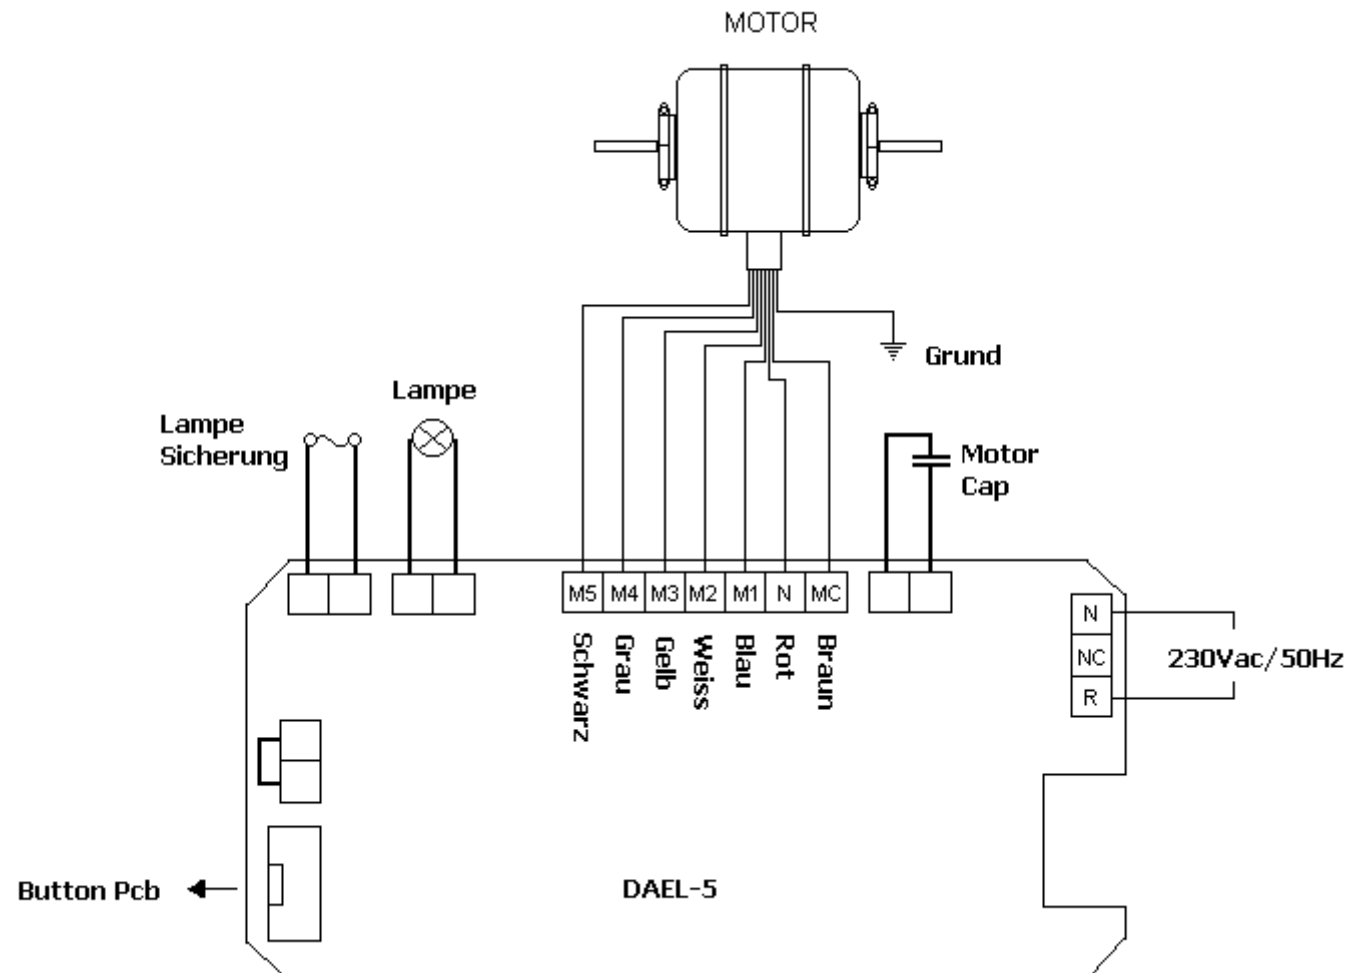 MOTOR
Grund
Lampe
Lampe
Sicherung
Motor
Cap
M5 M4 M3 M2 M1 N MC
Schwarz
Grau
Gelb
Weiss
Blau
Rot
Braun
N
NC
R
230Vac/50Hz
Button Pcb
DAEL-5